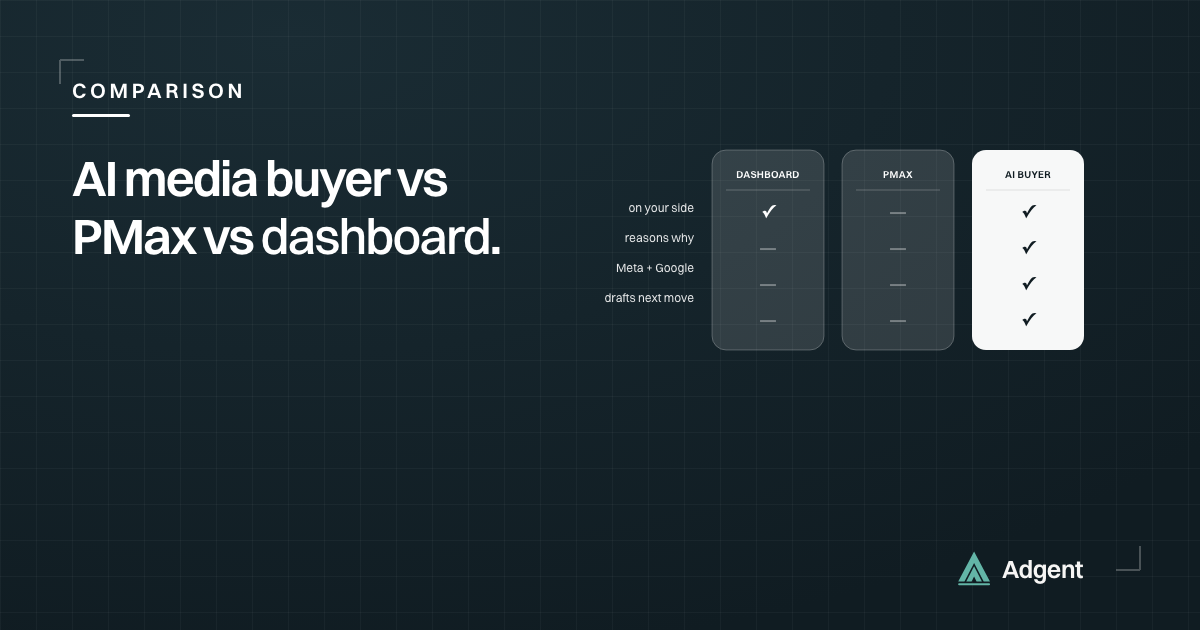 COMPARISON
AI media buyer vs
PMax vs dashboard.
DASHBOARD PMAX AI BUYER
on your side ✓ — ✓
reasons why — — ✓
Meta + Google — — ✓
drafts next move — — ✓
Adgent